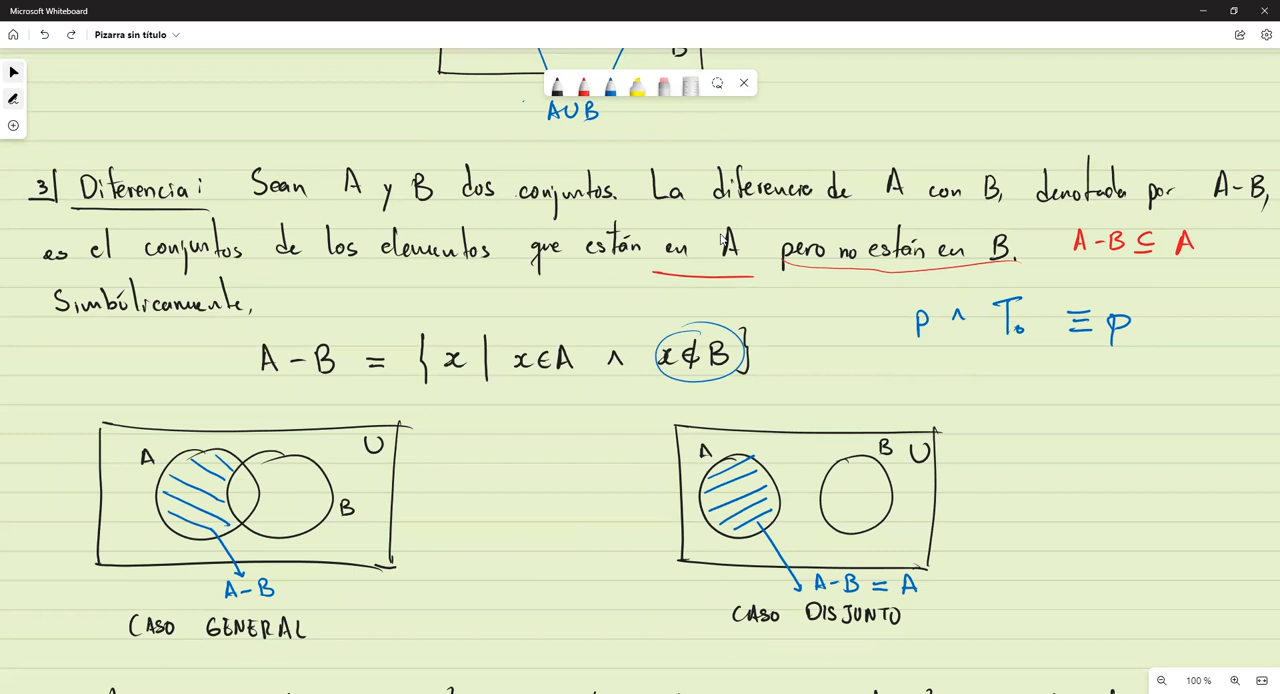 Microsoft Whiteboard
Pizarra sin título
B
A∪B
3| Diferencia: Sean A y B dos conjuntos. La diferencia de A con B, denotada por A-B,
es el conjuntos de los elementos que están en A pero no están en B. A-B ⊆ A
Simbólicamente,
p ∧ T₀ ≡ p
A-B = { x | x∈A ∧ x∉B }
A U B
A B U
A-B
A-B = A
CASO GENERAL
CASO DISJUNTO
100 %